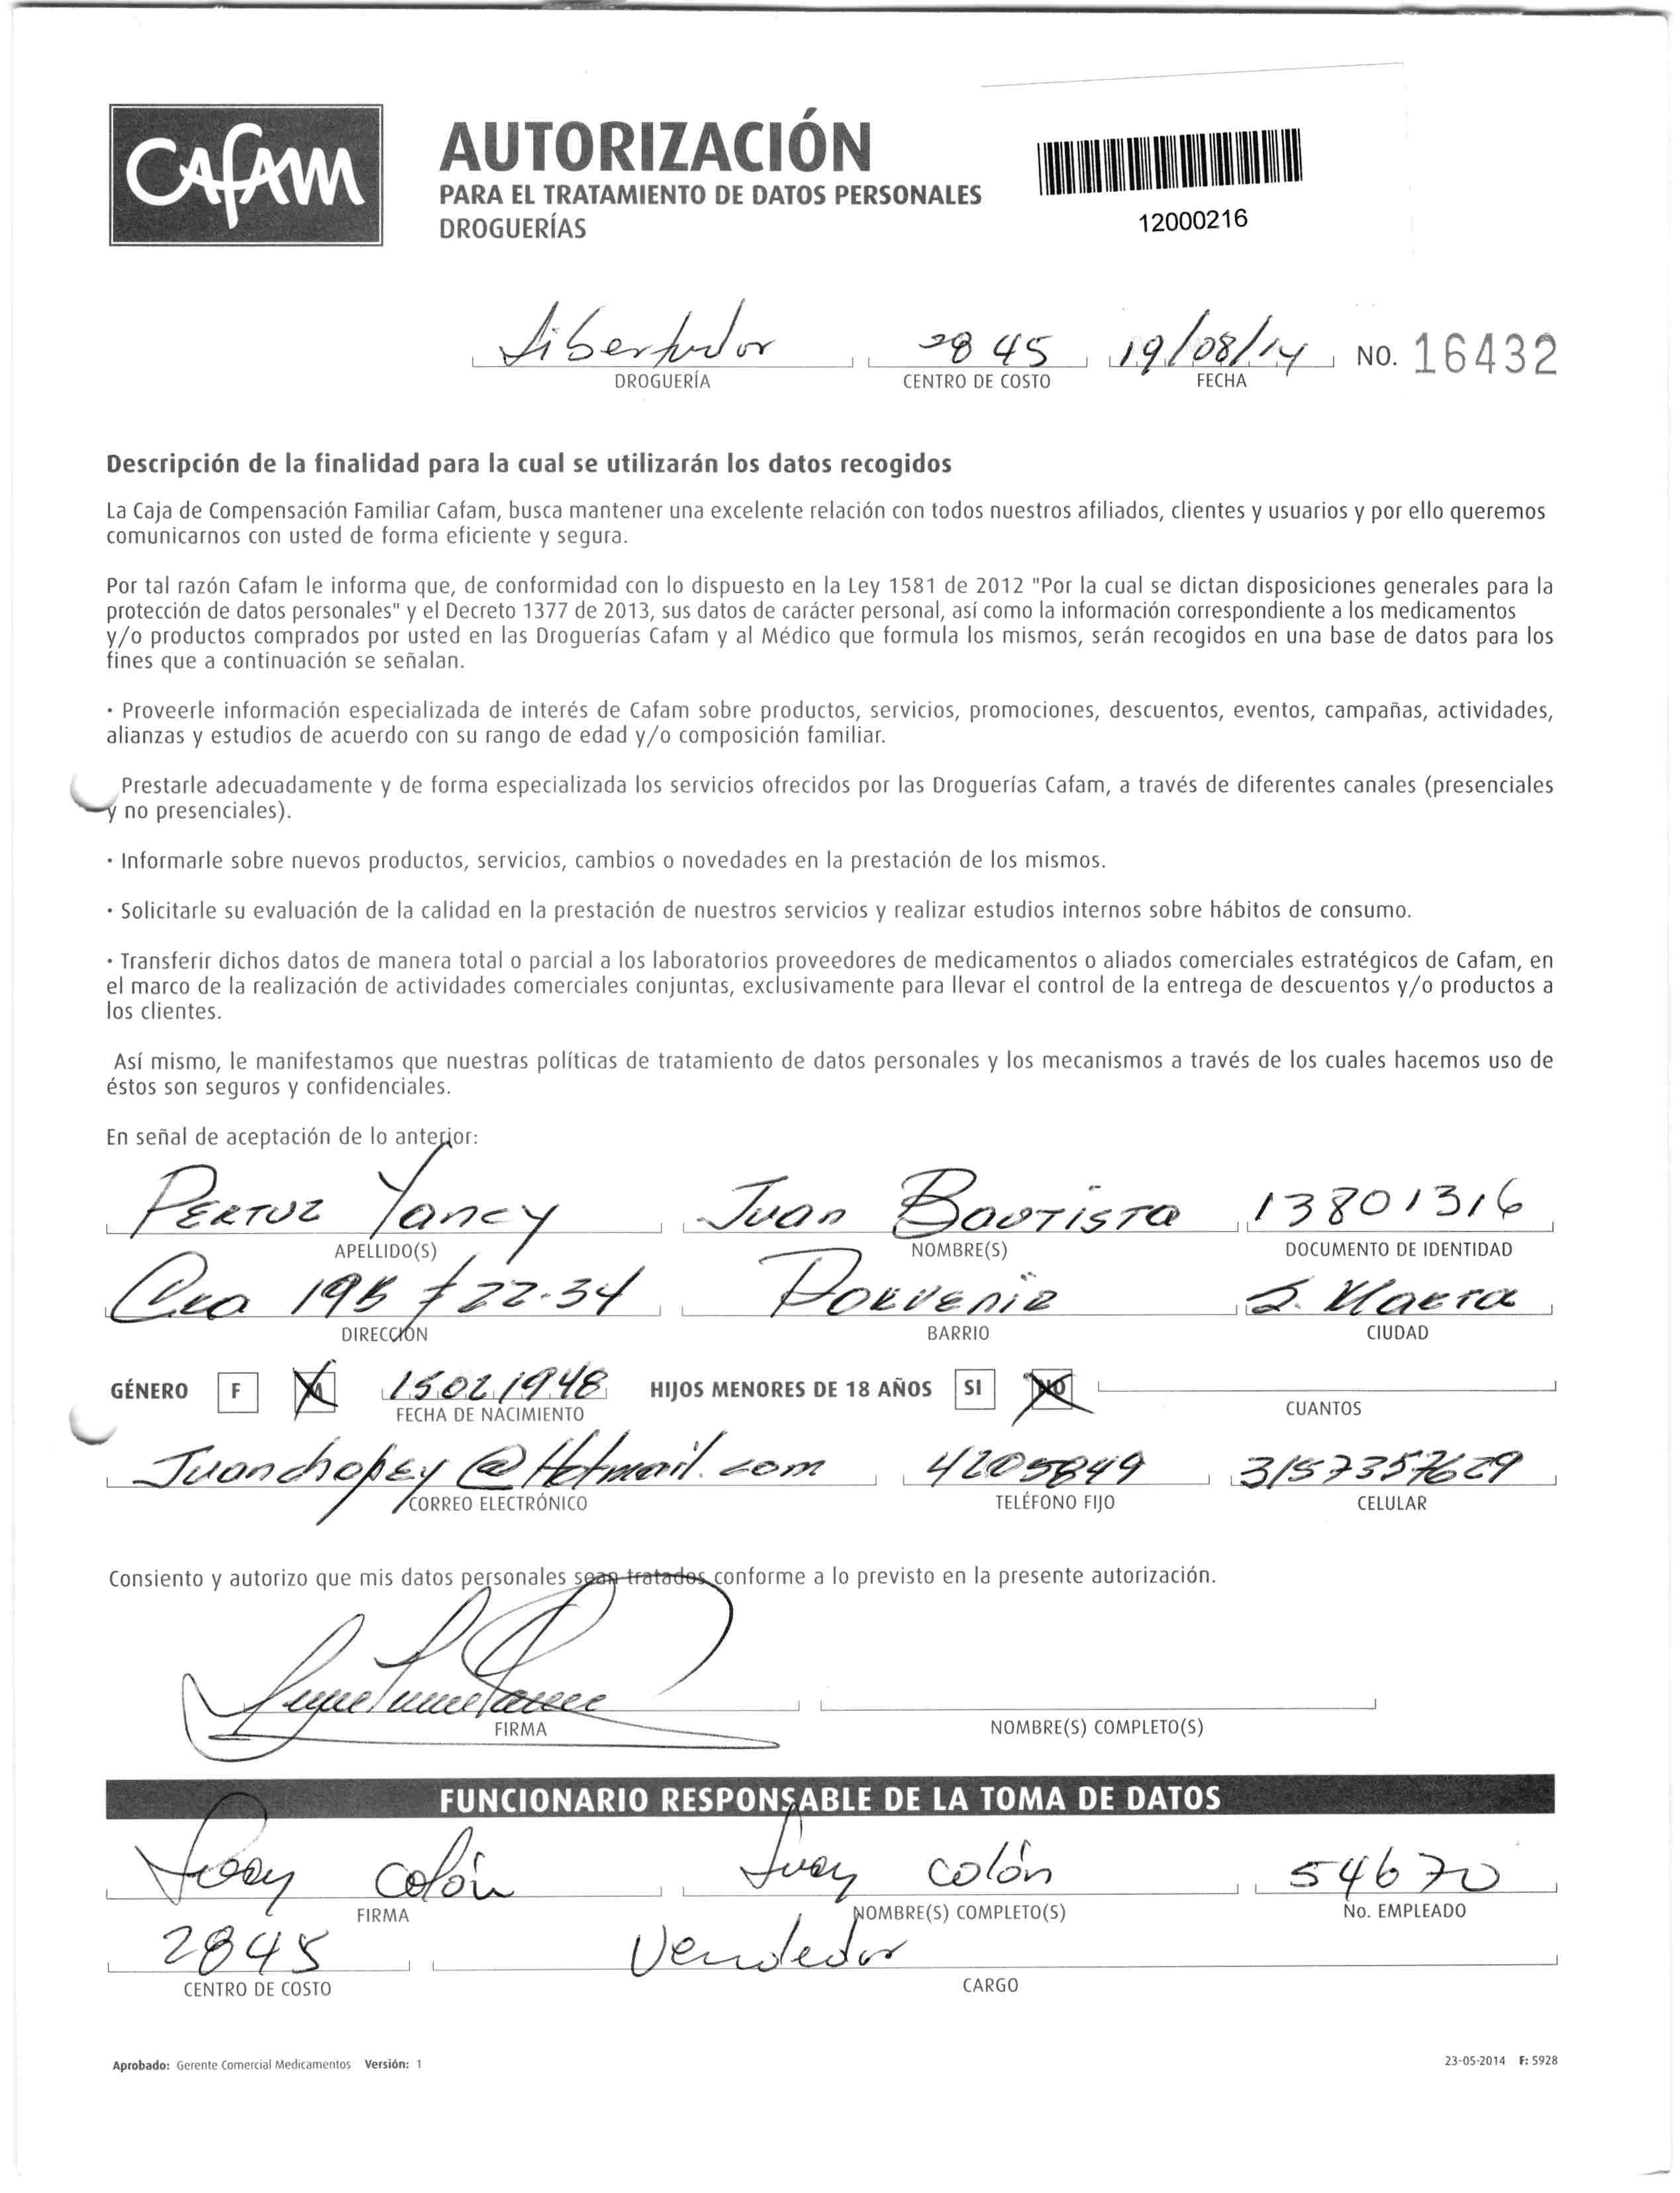 CAFAM
AUTORIZACIÓN
PARA EL TRATAMIENTO DE DATOS PERSONALES
DROGUERÍAS
12000216
Libertador 2845 19/08/14 NO. 16432
DROGUERÍA CENTRO DE COSTO FECHA
Descripción de la finalidad para la cual se utilizarán los datos recogidos
La Caja de Compensación Familiar Cafam, busca mantener una excelente relación con todos nuestros afiliados, clientes y usuarios y por ello queremos
comunicarnos con usted de forma eficiente y segura.
Por tal razón Cafam le informa que, de conformidad con lo dispuesto en la Ley 1581 de 2012 "Por la cual se dictan disposiciones generales para la
protección de datos personales" y el Decreto 1377 de 2013, sus datos de carácter personal, así como la información correspondiente a los medicamentos
y/o productos comprados por usted en las Droguerías Cafam y al Médico que formula los mismos, serán recogidos en una base de datos para los
fines que a continuación se señalan.
· Proveerle información especializada de interés de Cafam sobre productos, servicios, promociones, descuentos, eventos, campañas, actividades,
alianzas y estudios de acuerdo con su rango de edad y/o composición familiar.
Prestarle adecuadamente y de forma especializada los servicios ofrecidos por las Droguerías Cafam, a través de diferentes canales (presenciales
y no presenciales).
· Informarle sobre nuevos productos, servicios, cambios o novedades en la prestación de los mismos.
· Solicitarle su evaluación de la calidad en la prestación de nuestros servicios y realizar estudios internos sobre hábitos de consumo.
· Transferir dichos datos de manera total o parcial a los laboratorios proveedores de medicamentos o aliados comerciales estratégicos de Cafam, en
el marco de la realización de actividades comerciales conjuntas, exclusivamente para llevar el control de la entrega de descuentos y/o productos a
los clientes.
Así mismo, le manifestamos que nuestras políticas de tratamiento de datos personales y los mecanismos a través de los cuales hacemos uso de
éstos son seguros y confidenciales.
En señal de aceptación de lo anterior:
PERTUZ Yancy Juan Bautista 13801316
APELLIDO(S) NOMBRE(S) DOCUMENTO DE IDENTIDAD
Cra 19B # 22-34 PORVENIR S. Marta
DIRECCIÓN BARRIO CIUDAD
GÉNERO F M 15021948 HIJOS MENORES DE 18 AÑOS SI NO
FECHA DE NACIMIENTO CUANTOS
Juanchopey@Hotmail.com 4205849 3157357629
CORREO ELECTRÓNICO TELÉFONO FIJO CELULAR
Consiento y autorizo que mis datos personales sean tratados conforme a lo previsto en la presente autorización.
FIRMA NOMBRE(S) COMPLETO(S)
FUNCIONARIO RESPONSABLE DE LA TOMA DE DATOS
colón colón 54670
FIRMA NOMBRE(S) COMPLETO(S) No. EMPLEADO
2845 Vendedor
CENTRO DE COSTO CARGO
Aprobado: Gerente Comercial Medicamentos Versión: 1 23-05-2014 F: 5928